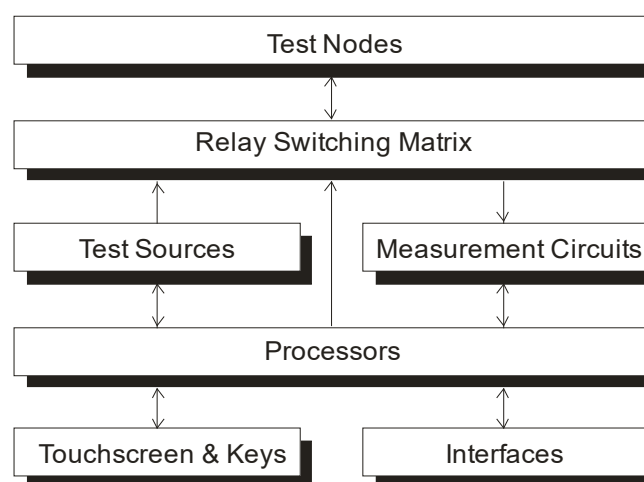 Test Nodes
Relay Switching Matrix
Test Sources
Measurement Circuits
Processors
Touchscreen & Keys
Interfaces